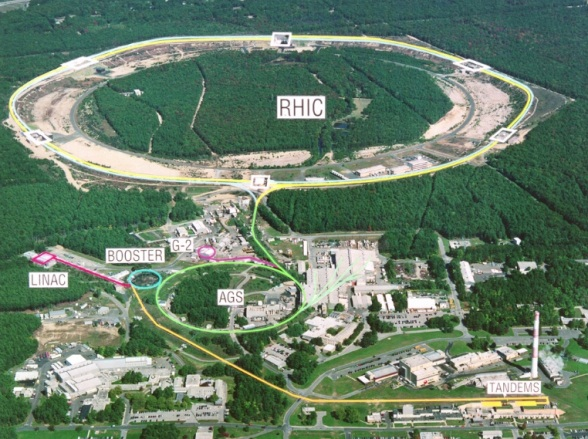 RHIC
G-2
BOOSTER
LINAC
AGS
TANDEMS